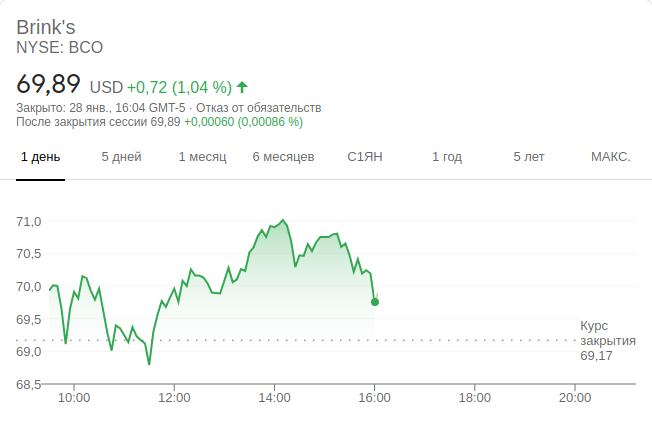 Brink's
NYSE: BCO
69,89 USD +0,72 (1,04 %)
Закрыто: 28 янв., 16:04 GMT-5 · Отказ от обязательств
После закрытия сессии 69,89 +0,00060 (0,00086 %)
1 день 5 дней 1 месяц 6 месяцев С1ЯН 1 год 5 лет МАКС.
71,0
70,5
70,0
69,5
69,0
68,5
Курс
закрытия
69,17
10:00 12:00 14:00 16:00 18:00 20:00